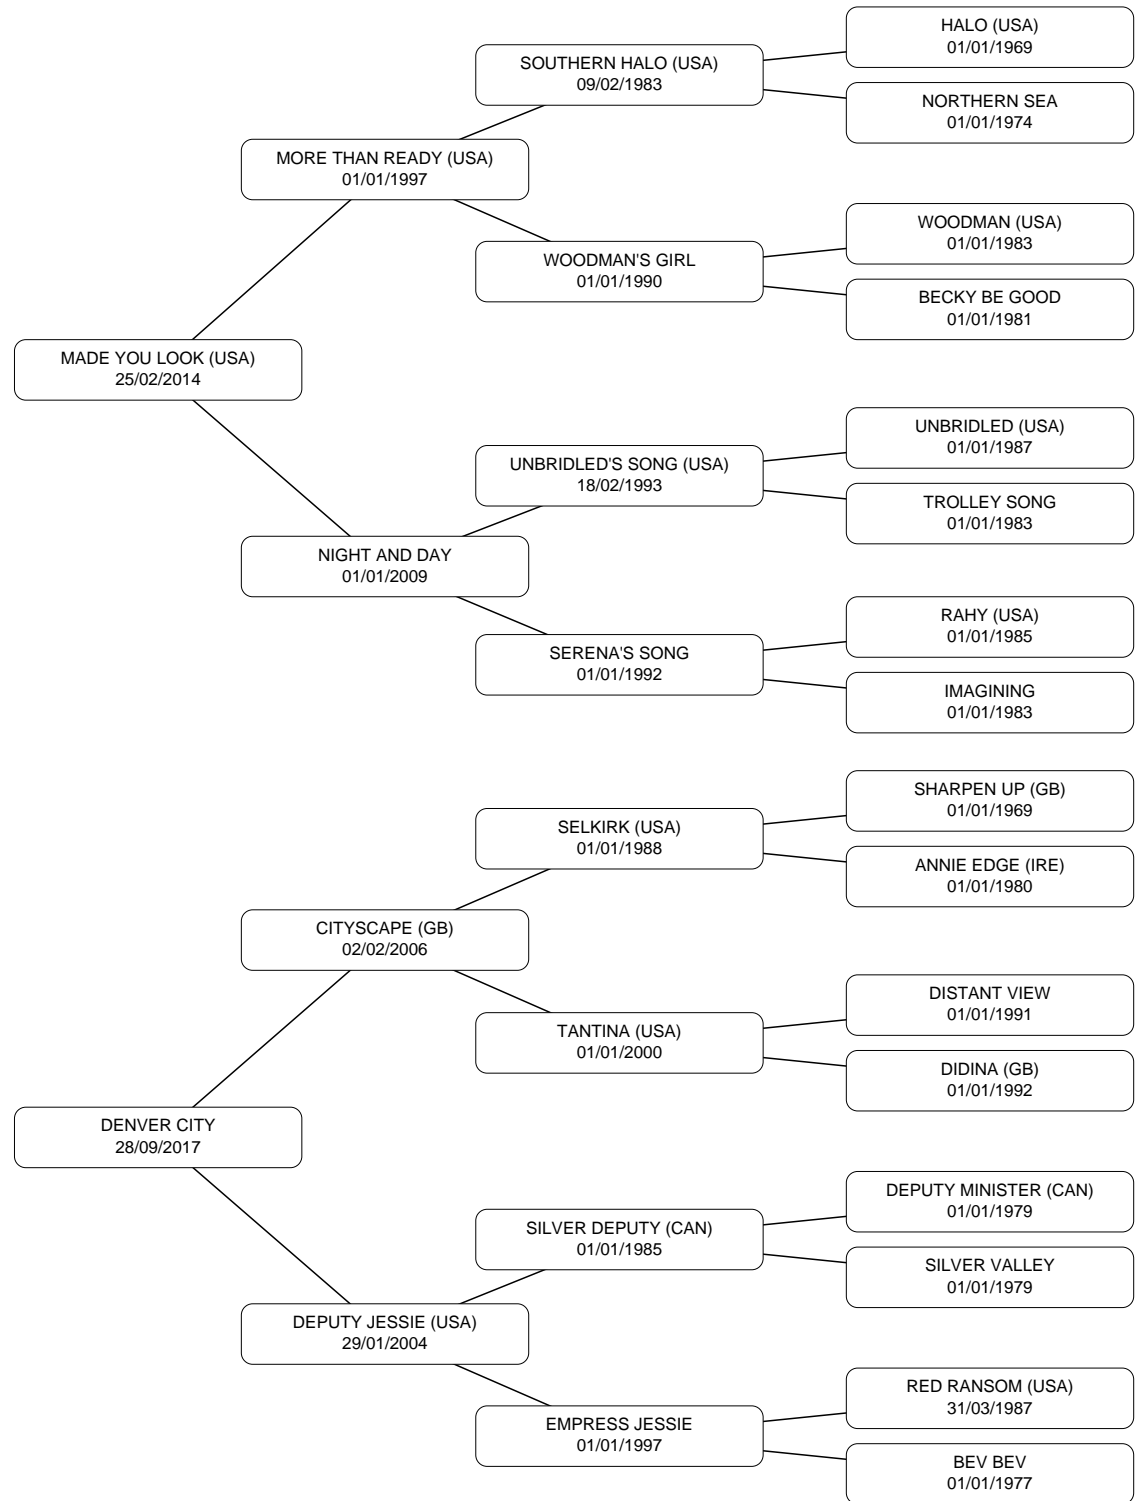 HALO (USA)
01/01/1969
SOUTHERN HALO (USA)
09/02/1983
NORTHERN SEA
01/01/1974
MORE THAN READY (USA)
01/01/1997
WOODMAN (USA)
01/01/1983
WOODMAN'S GIRL
01/01/1990
BECKY BE GOOD
01/01/1981
MADE YOU LOOK (USA)
25/02/2014
UNBRIDLED (USA)
01/01/1987
UNBRIDLED'S SONG (USA)
18/02/1993
TROLLEY SONG
01/01/1983
NIGHT AND DAY
01/01/2009
RAHY (USA)
01/01/1985
SERENA'S SONG
01/01/1992
IMAGINING
01/01/1983
SHARPEN UP (GB)
01/01/1969
SELKIRK (USA)
01/01/1988
ANNIE EDGE (IRE)
01/01/1980
CITYSCAPE (GB)
02/02/2006
DISTANT VIEW
01/01/1991
TANTINA (USA)
01/01/2000
DIDINA (GB)
01/01/1992
DENVER CITY
28/09/2017
DEPUTY MINISTER (CAN)
01/01/1979
SILVER DEPUTY (CAN)
01/01/1985
SILVER VALLEY
01/01/1979
DEPUTY JESSIE (USA)
29/01/2004
RED RANSOM (USA)
31/03/1987
EMPRESS JESSIE
01/01/1997
BEV BEV
01/01/1977